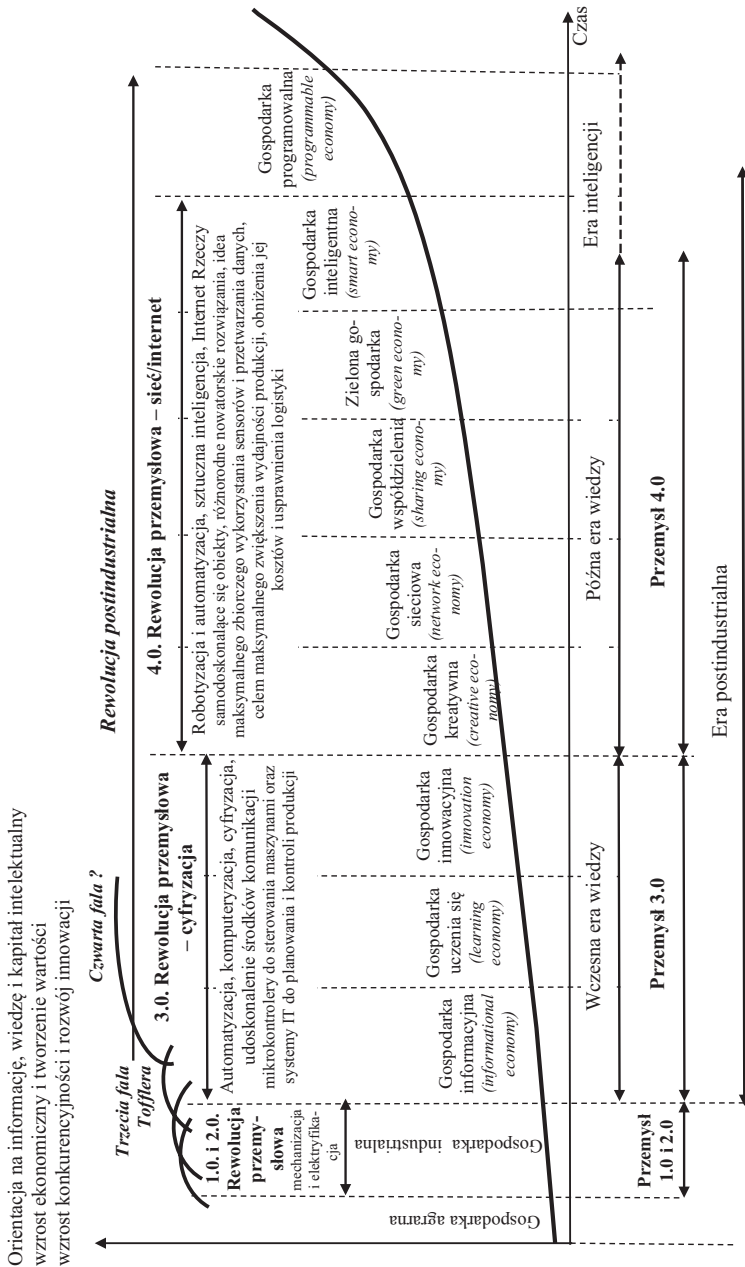 Orientacja na informację, wiedzę i kapitał intelektualny
wzrost ekonomiczny i tworzenie wartości
wzrost konkurencyjności i rozwój innowacji
Trzecia fala
Tofflera
Czwarta fala ?
Rewolucja postindustrialna
1.0. i 2.0.
Rewolucja
przemy-
słowa
mechanizacja
i elektryfika-
cja
3.0. Rewolucja przemysłowa
– cyfryzacja
Automatyzacja, komputeryzacja, cyfryzacja,
udoskonalenie środków komunikacji
mikrokontrolery do sterowania maszynami oraz
systemy IT do planowania i kontroli produkcji
4.0. Rewolucja przemysłowa – sieć/internet
Robotyzacja i automatyzacja, sztuczna inteligencja, Internet Rzeczy
samodoskonalące się obiekty, różnorodne nowatorskie rozwiązania, idea
maksymalnego zbiorczego wykorzystania sensorów i przetwarzania danych,
celem maksymalnego zwiększenia wydajności produkcji, obniżenia jej
kosztów i usprawnienia logistyki
Gospodarka agrarna
Gospodarka industrialna
Gospodarka
informacyjna
(informational
economy)
Gospodarka
uczenia się
(learning
economy)
Gospodarka
innowacyjna
(innovation
economy)
Gospodarka
kreatywna
(creative eco-
nomy)
Gospodarka
sieciowa
(network eco-
nomy)
Gospodarka
współdzielenia
(sharing econo-
my)
Zielona go-
spodarka
(green econo-
my)
Gospodarka
inteligentna
(smart econo-
my)
Gospodarka
programowalna
(programmable
economy)
Czas
Wczesna era wiedzy
Późna era wiedzy
Era inteligencji
Przemysł
1.0 i 2.0
Przemysł 3.0
Przemysł 4.0
Era postindustrialna